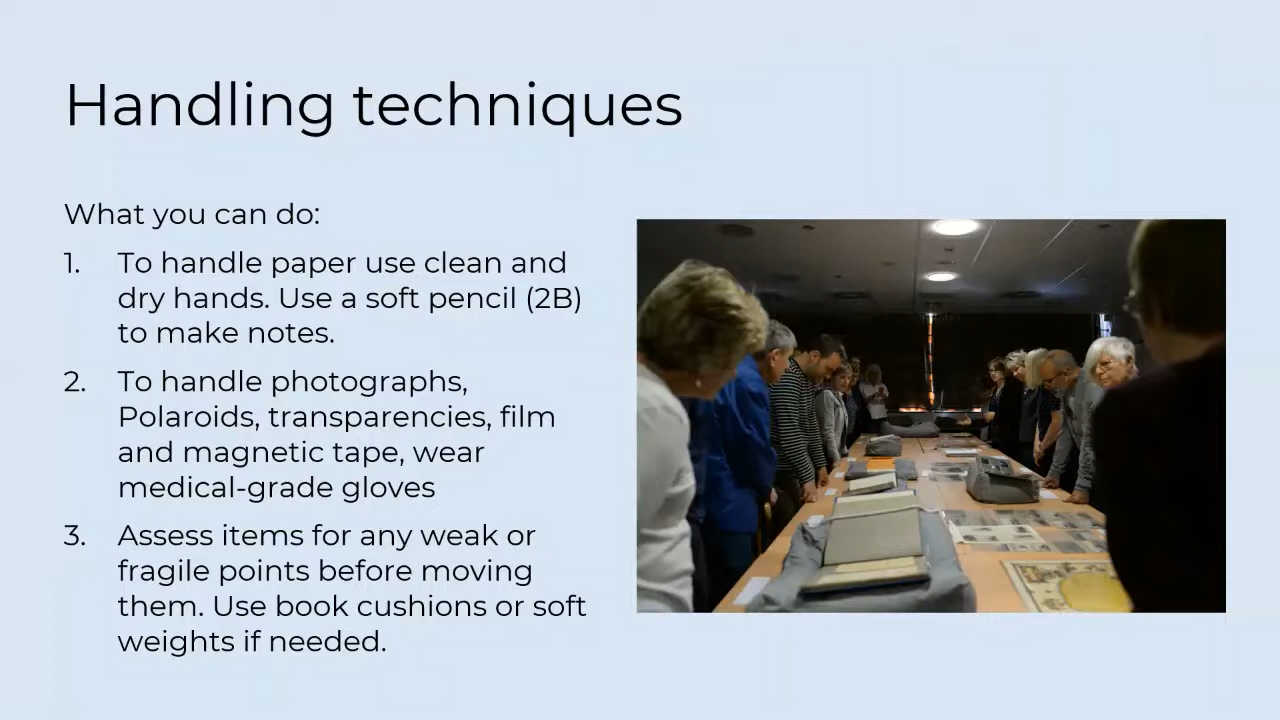 Handling techniques
What you can do:
1. To handle paper use clean and
dry hands. Use a soft pencil (2B)
to make notes.
2. To handle photographs,
Polaroids, transparencies, film
and magnetic tape, wear
medical-grade gloves
3. Assess items for any weak or
fragile points before moving
them. Use book cushions or soft
weights if needed.